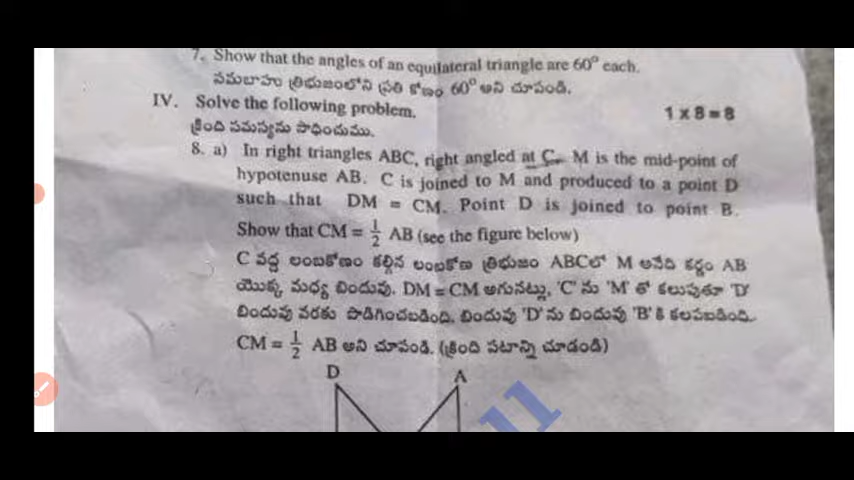 7. Show that the angles of an equilateral triangle are 60° each.
సమబాహు త్రిభుజంలోని ప్రతి కోణం 60° అని చూపండి.
IV. Solve the following problem. 1 x 8 = 8
క్రింది సమస్యను సాధించుము.
8. a) In right triangles ABC, right angled at C. M is the mid-point of
hypotenuse AB. C is joined to M and produced to a point D
such that DM = CM. Point D is joined to point B.
Show that CM = 1/2 AB (see the figure below)
C వద్ద లంబకోణం కల్గిన లంబకోణ త్రిభుజం ABCలో M అనేది కర్ణం AB
యొక్క మధ్య బిందువు. DM = CM అగునట్లు, 'C' ను 'M' తో కలుపుతూ 'D'
బిందువు వరకు పొడిగించబడింది. బిందువు 'D' ను బిందువు 'B' కి కలపబడింది.
CM = 1/2 AB అని చూపండి. (క్రింది పటాన్ని చూడండి)
D A